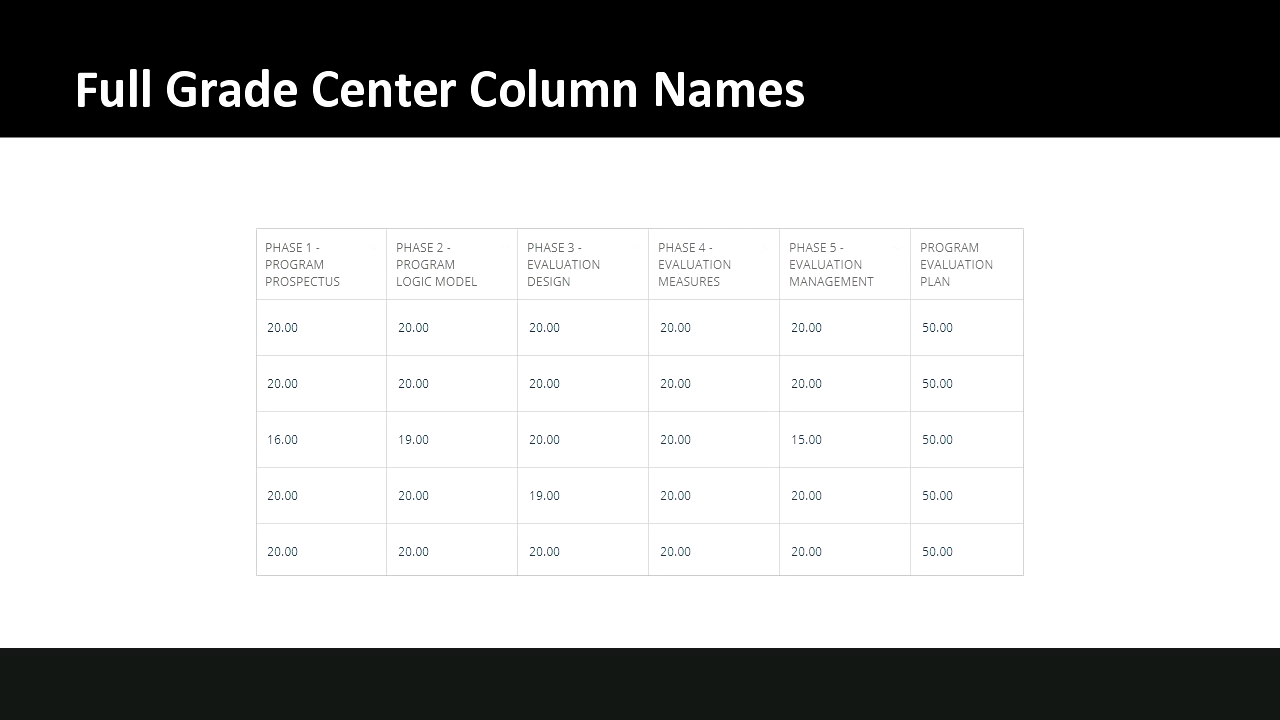 Full Grade Center Column Names
PHASE 1 - PROGRAM PROSPECTUS PHASE 2 - PROGRAM LOGIC MODEL PHASE 3 - EVALUATION DESIGN PHASE 4 - EVALUATION MEASURES PHASE 5 - EVALUATION MANAGEMENT PROGRAM EVALUATION PLAN
20.00 20.00 20.00 20.00 20.00 50.00
20.00 20.00 20.00 20.00 20.00 50.00
16.00 19.00 20.00 20.00 15.00 50.00
20.00 20.00 19.00 20.00 20.00 50.00
20.00 20.00 20.00 20.00 20.00 50.00